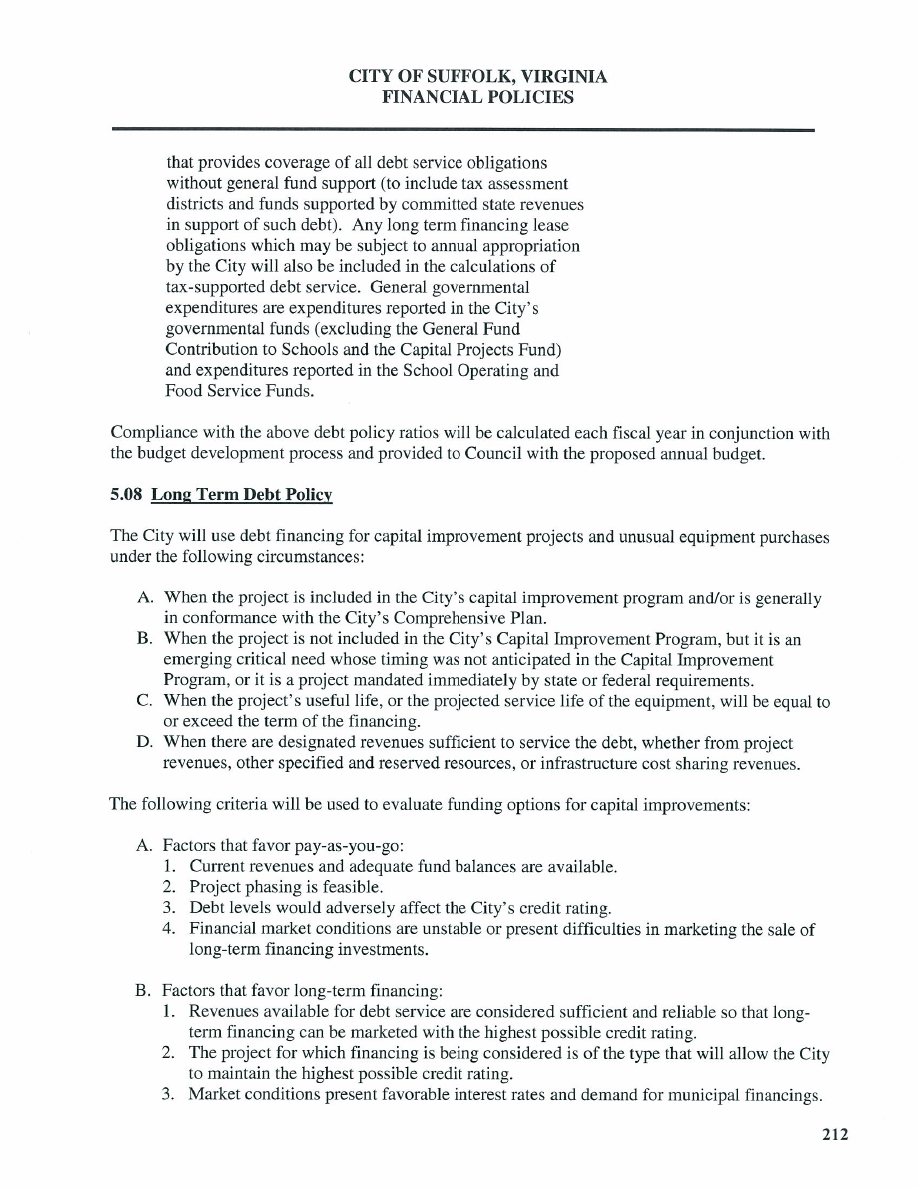 CITY OF SUFFOLK, VIRGINIA
FINANCIAL POLICIES
that provides coverage of all debt service obligations
without general fund support (to include tax assessment
districts and funds supported by committed state revenues
in support of such debt). Any long term financing lease
obligations which may be subject to annual appropriation
by the City will also be included in the calculations of
tax-supported debt service. General governmental
expenditures are expenditures reported in the City's
governmental funds (excluding the General Fund
Contribution to Schools and the Capital Projects Fund)
and expenditures reported in the School Operating and
Food Service Funds.
Compliance with the above debt policy ratios will be calculated each fiscal year in conjunction with
the budget development process and provided to Council with the proposed annual budget.
5.08 Long Term Debt Policy
The City will use debt financing for capital improvement projects and unusual equipment purchases
under the following circumstances:
A. When the project is included in the City's capital improvement program and/or is generally
in conformance with the City's Comprehensive Plan.
B. When the project is not included in the City's Capital Improvement Program, but it is an
emerging critical need whose timing was not anticipated in the Capital Improvement
Program, or it is a project mandated immediately by state or federal requirements.
C. When the project's useful life, or the projected service life of the equipment, will be equal to
or exceed the term of the financing.
D. When there are designated revenues sufficient to service the debt, whether from project
revenues, other specified and reserved resources, or infrastructure cost sharing revenues.
The following criteria will be used to evaluate funding options for capital improvements:
A. Factors that favor pay-as-you-go:
1. Current revenues and adequate fund balances are available.
2. Project phasing is feasible.
3. Debt levels would adversely affect the City's credit rating.
4. Financial market conditions are unstable or present difficulties in marketing the sale of
long-term financing investments.
B. Factors that favor long-term financing:
1. Revenues available for debt service are considered sufficient and reliable so that long-
term financing can be marketed with the highest possible credit rating.
2. The project for which financing is being considered is of the type that will allow the City
to maintain the highest possible credit rating.
3. Market conditions present favorable interest rates and demand for municipal financings.
212